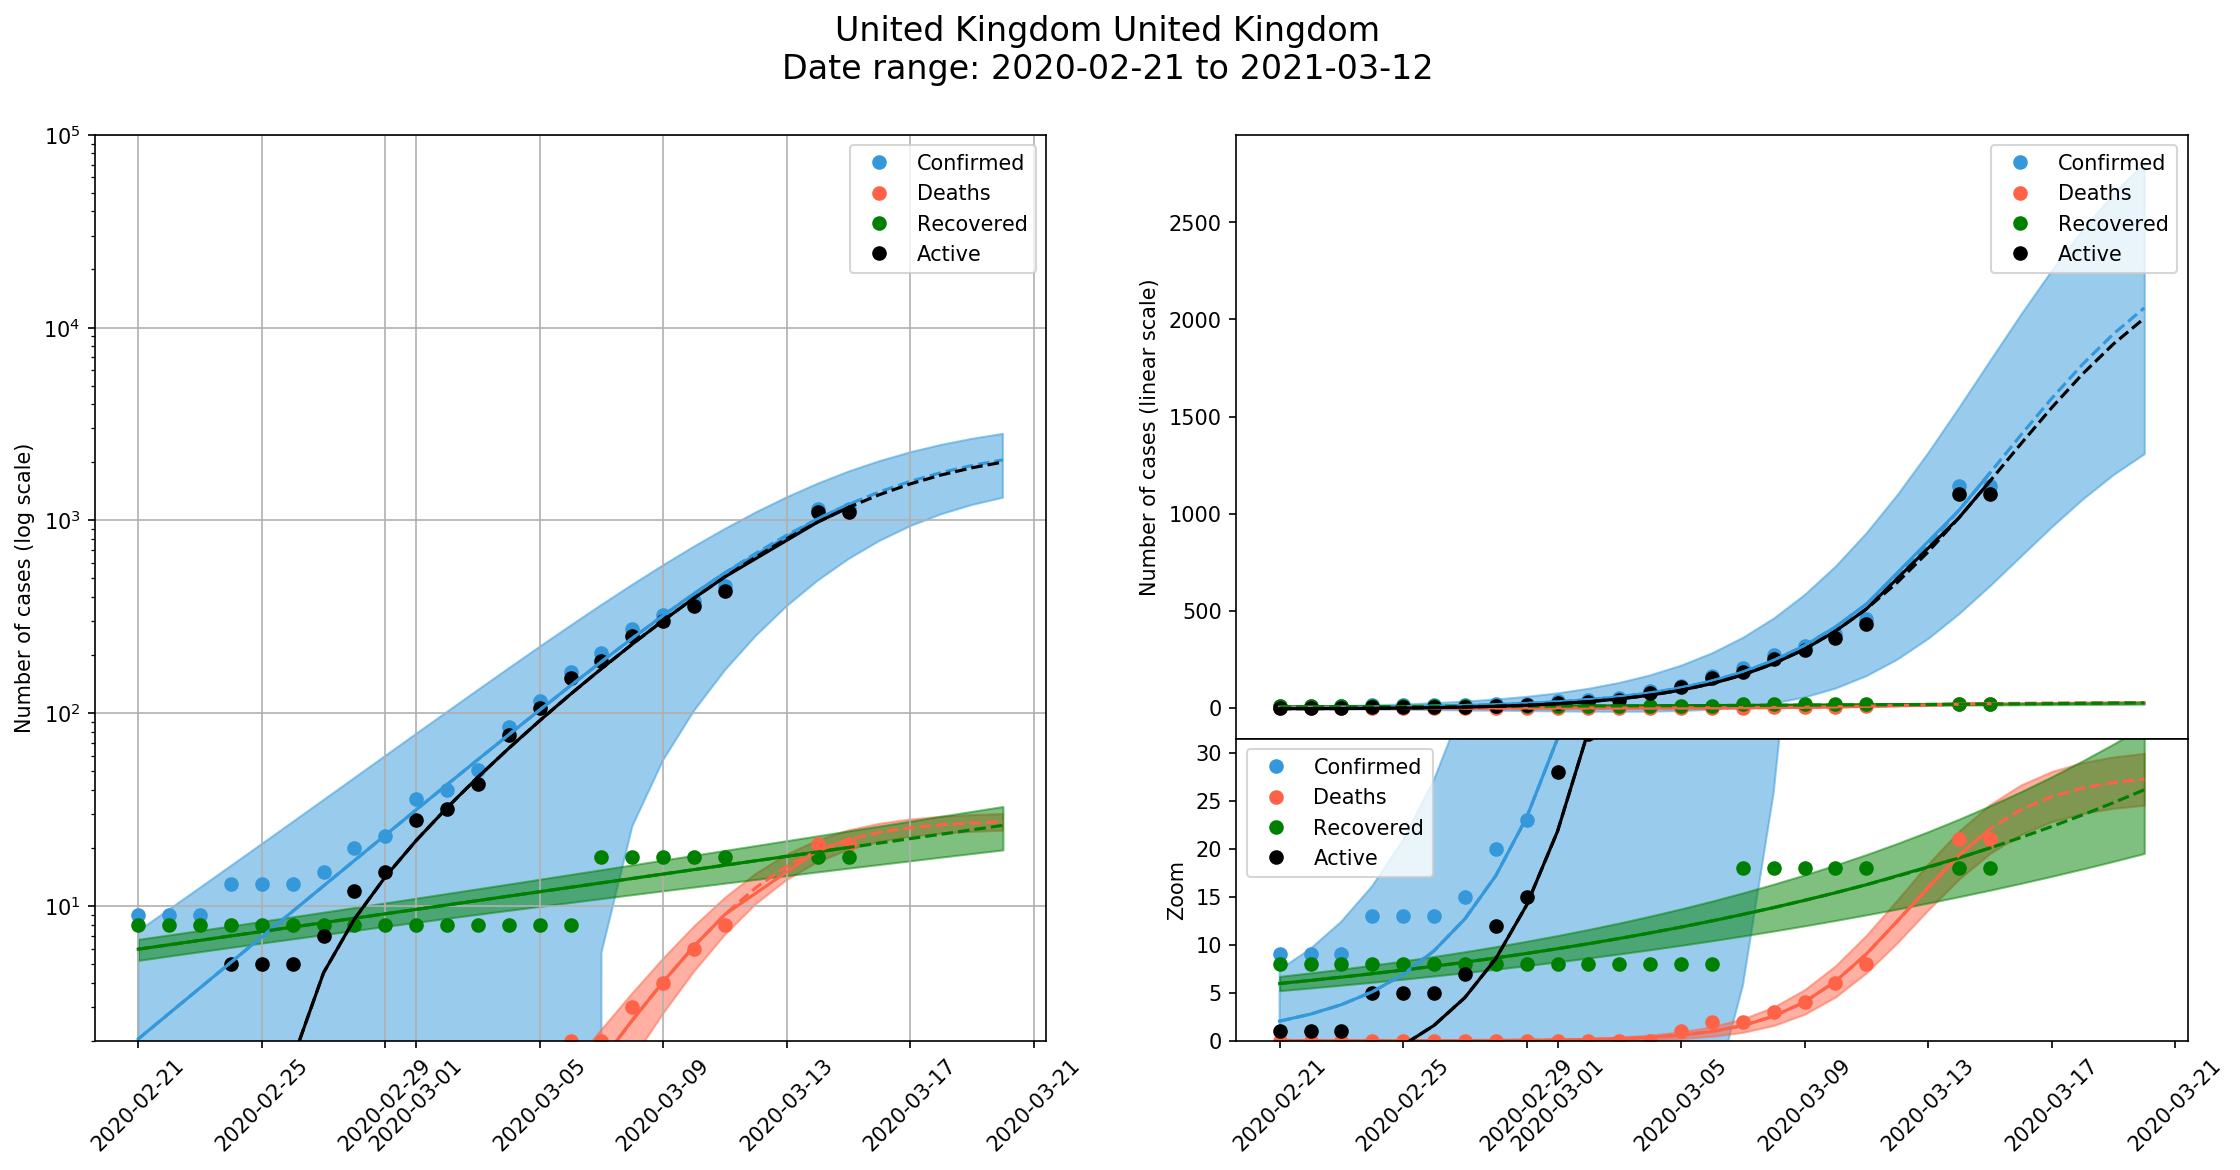 United Kingdom United Kingdom
Date range: 2020-02-21 to 2021-03-12
Number of cases (log scale)
10^5
10^4
10^3
10^2
10^1
Confirmed
Deaths
Recovered
Active
2020-02-21
2020-02-25
2020-02-29
2020-03-01
2020-03-05
2020-03-09
2020-03-13
2020-03-17
2020-03-21
Number of cases (linear scale)
2500
2000
1500
1000
500
0
Confirmed
Deaths
Recovered
Active
Zoom
30
25
20
15
10
5
0
Confirmed
Deaths
Recovered
Active
2020-02-21
2020-02-25
2020-02-29
2020-03-01
2020-03-05
2020-03-09
2020-03-13
2020-03-17
2020-03-21